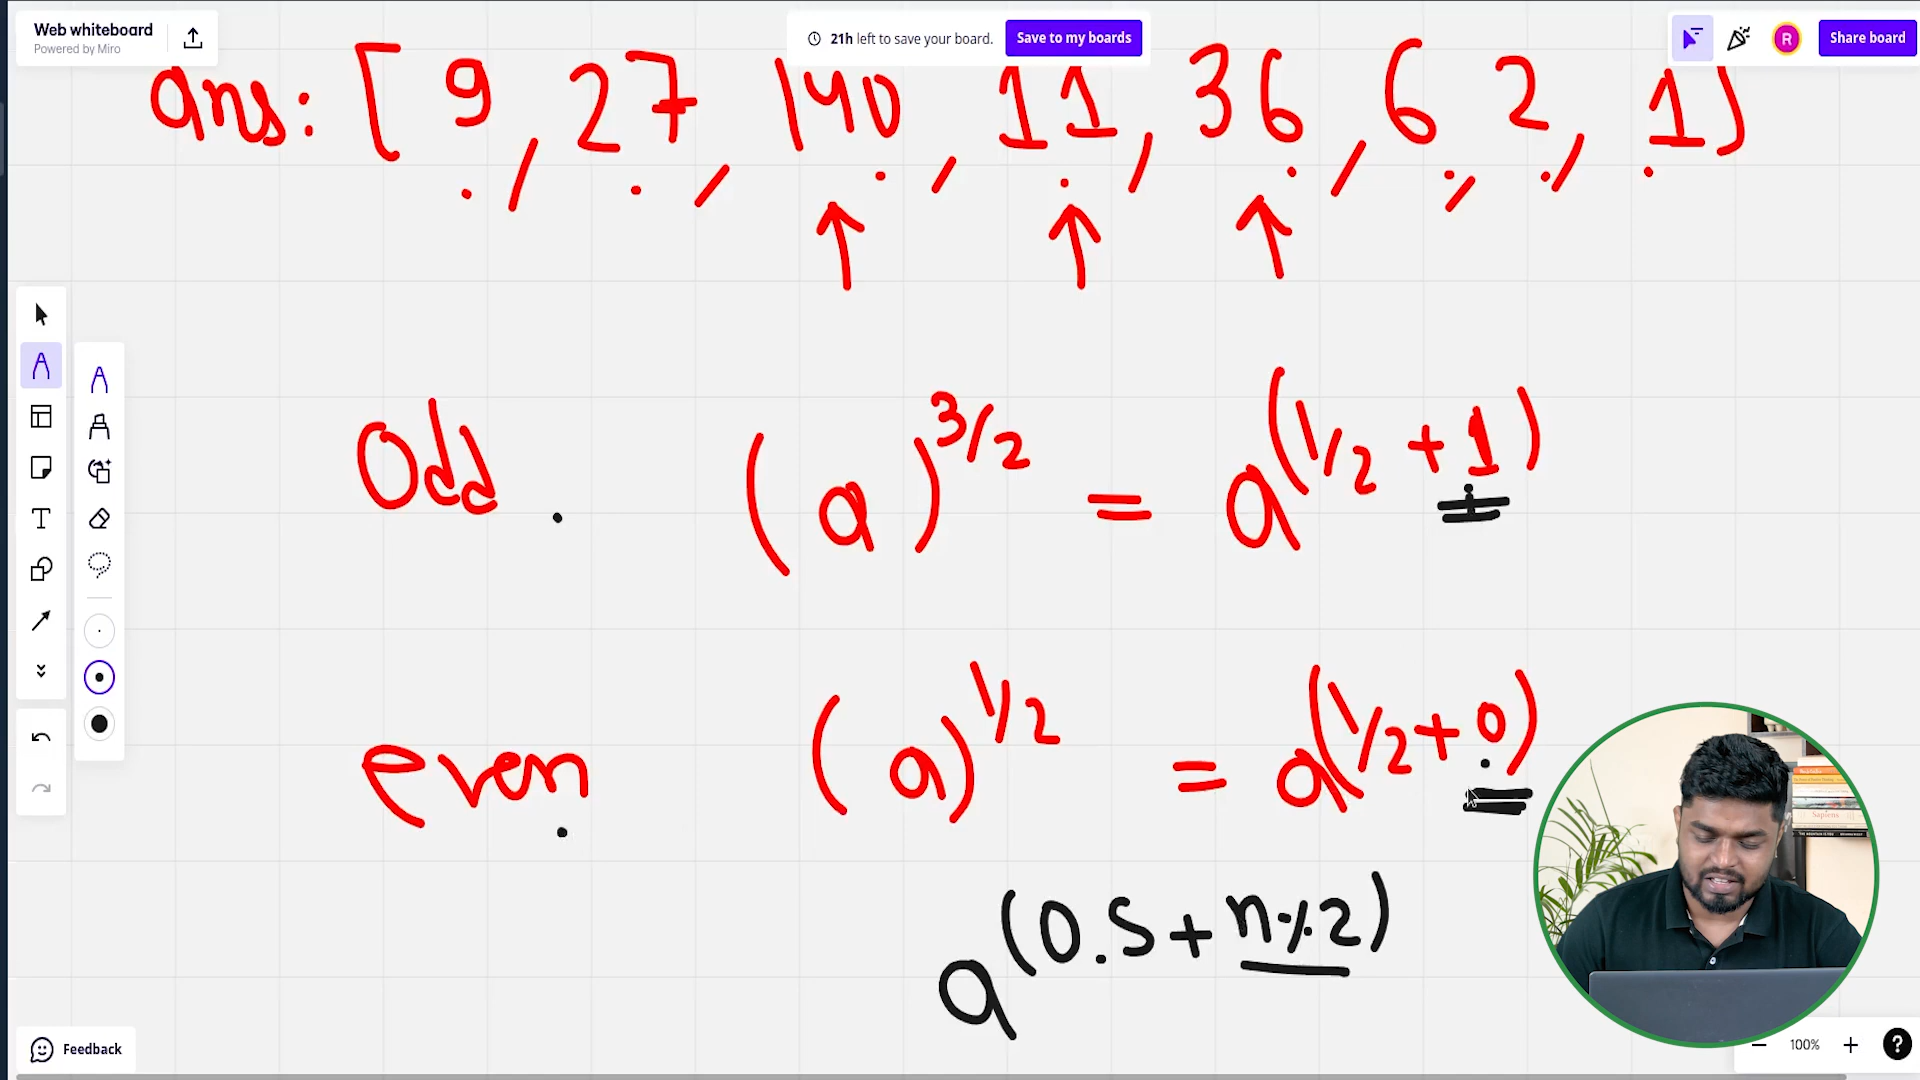 Web whiteboard
Powered by Miro
21h left to save your board.
Save to my boards
R
Share board
ans: [ 9, 27, 140, 11, 36, 6, 2, 1]
Odd (a)^3/2 = a^(1/2 + 1)
even (a)^1/2 = a^(1/2 + 0)
a^(0.5 + n%2)
Sapiens
Feedback
100%
?